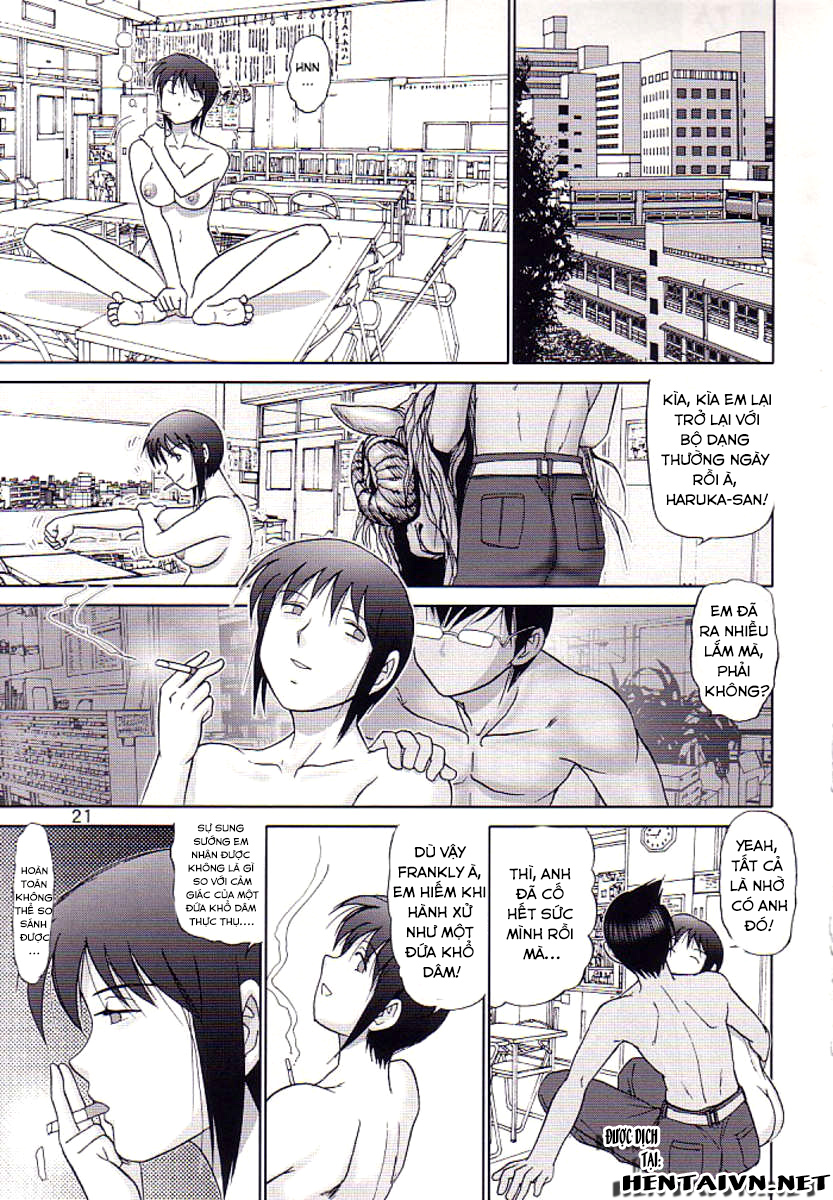 HNN
...
KÌA, KÌA EM LẠI
TRỞ LẠI VỚI
BỘ DẠNG
THƯỜNG NGÀY
RỒI À,
HARUKA-SAN!
EM ĐÃ
RA NHIỀU
LẮM MÀ,
PHẢI
KHÔNG?
YEAH,
TẤT CẢ
LÀ NHỜ
CÓ ANH
ĐÓ!
THÌ, ANH
ĐÃ CỐ
HẾT SỨC
MÌNH RỒI
MÀ...
DÙ VẬY
FRANKLY À,
EM HIẾM KHI
HÀNH XỬ
NHƯ MỘT
ĐỨA KHỔ
DÂM!
SỰ SUNG
SƯỚNG EM
NHẬN ĐƯỢC
KHÔNG LÁ GÌ
SO VỚI CẢM
GIÁC CỦA MỘT
ĐỨA KHỔ DÂM
THỰC THỤ....
HOÀN
TOÁN
KHÔNG
THỂ SO
SÁNH
ĐƯỢC
...
21
ĐƯỢC DỊCH
TẠI:
HENTAIVN.NET